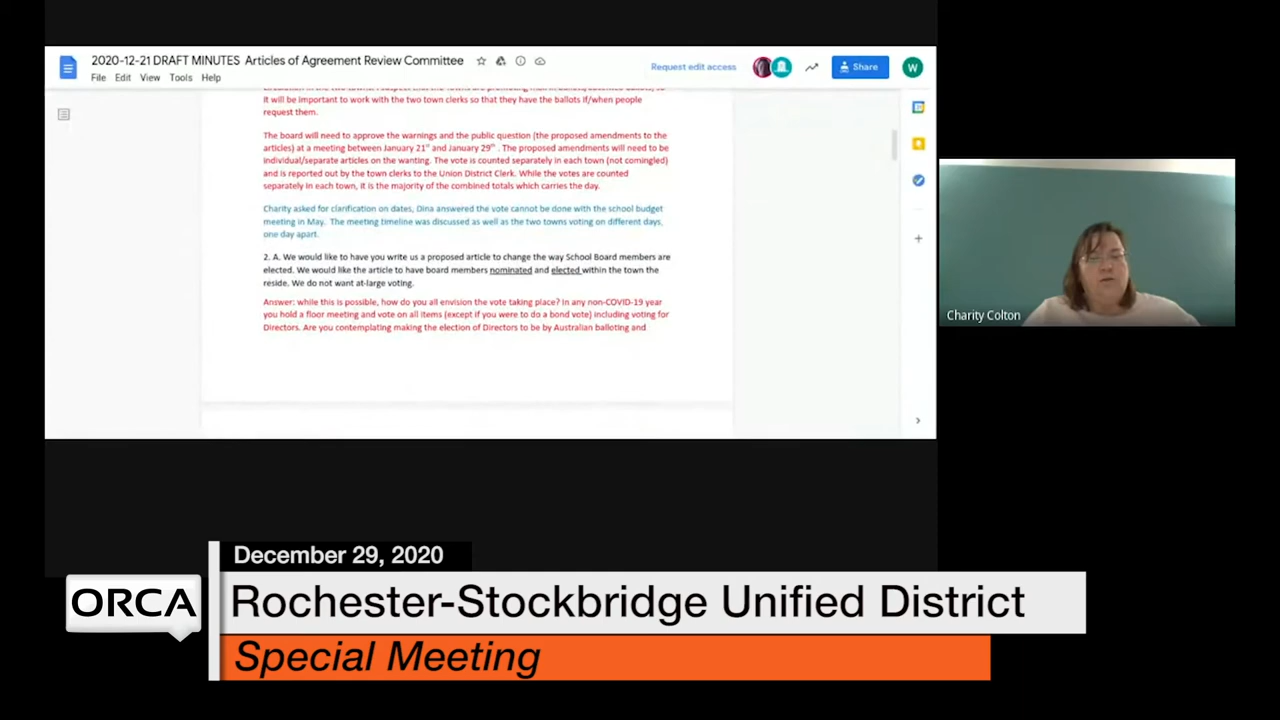 2020-12-21 DRAFT MINUTES Articles of Agreement Review Committee
File Edit View Tools Help
Request edit access
Share
W
it will be important to work with the two town clerks so that they have the ballots if/when people
request them.
The board will need to approve the warnings and the public question (the proposed amendments to the
articles) at a meeting between January 21st and January 29th . The proposed amendments will need to be
individual/separate articles on the wanting. The vote is counted separately in each town (not comingled)
and is reported out by the town clerks to the Union District Clerk. While the votes are counted
separately in each town, it is the majority of the combined totals which carries the day.
Charity asked for clarification on dates, Dina answered the vote cannot be done with the school budget
meeting in May. The meeting timeline was discussed as well as the two towns voting on different days,
one day apart.
2. A. We would like to have you write us a proposed article to change the way School Board members are
elected. We would like the article to have board members nominated and elected within the town the
reside. We do not want at-large voting.
Answer: while this is possible, how do you all envision the vote taking place? In any non-COVID-19 year
you hold a floor meeting and vote on all items (except if you were to do a bond vote) including voting for
Directors. Are you contemplating making the election of Directors to be by Australian balloting and
Charity Colton
December 29, 2020
ORCA
Rochester-Stockbridge Unified District
Special Meeting